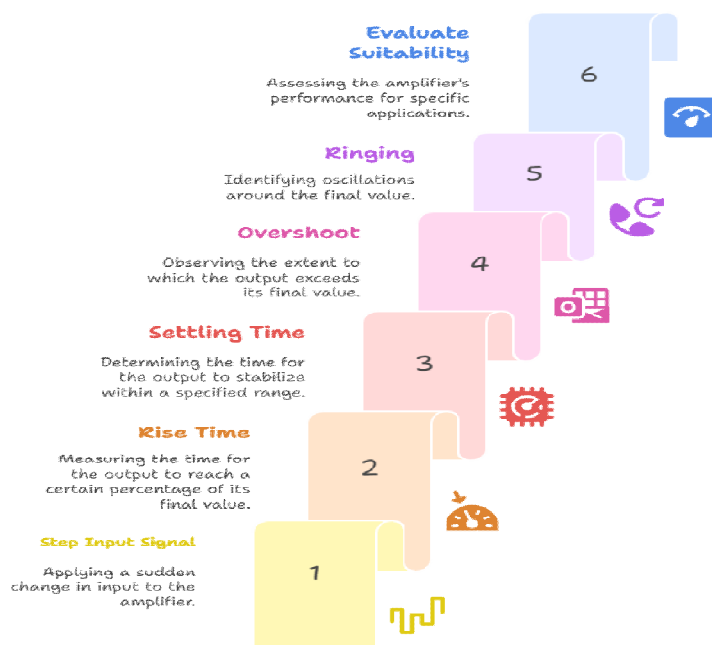 Evaluate
Suitability
Assessing the amplifier's
performance for specific
applications.
6
Ringing
Identifying oscillations
around the final value.
5
Overshoot
Observing the extent to
which the output exceeds
its final value.
4
Settling Time
Determining the time for
the output to stabilize
within a specified range.
3
Rise Time
Measuring the time for
the output to reach a
certain percentage of its
final value.
2
Step Input Signal
Applying a sudden
change in input to the
amplifier.
1